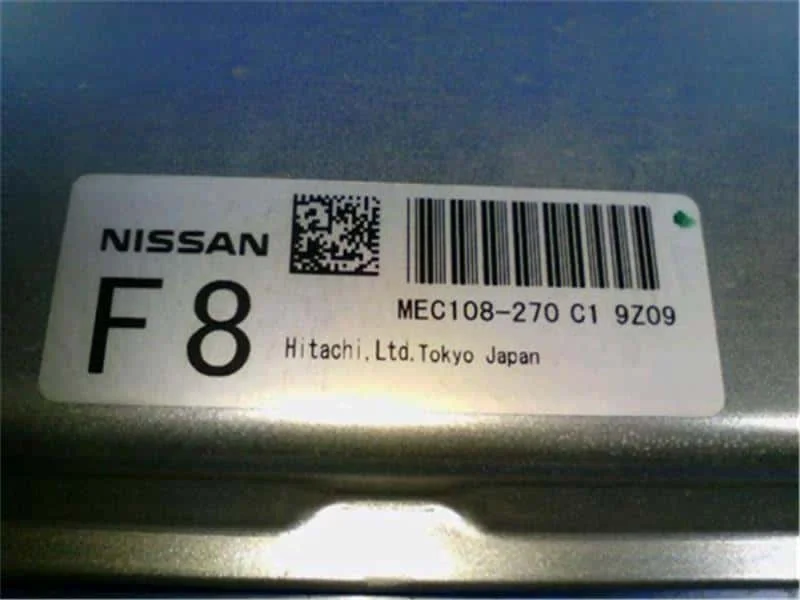 NISSAN
F8
MEC108-270 C1 9Z09
Hitachi,Ltd.Tokyo Japan